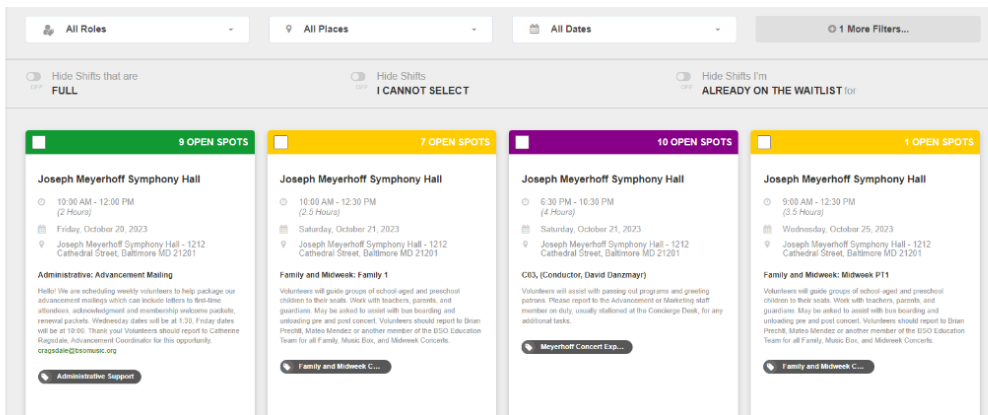 All Roles
All Places
All Dates
1 More Filters...
Hide Shifts that are
FULL
OFF
Hide Shifts
I CANNOT SELECT
OFF
Hide Shifts I'm
ALREADY ON THE WAITLIST for
OFF
9 OPEN SPOTS
Joseph Meyerhoff Symphony Hall
10:00 AM - 12:00 PM
(2 Hours)
Friday, October 20, 2023
Joseph Meyerhoff Symphony Hall - 1212
Cathedral Street, Baltimore MD 21201
Administrative: Advancement Mailing
Hello! We are scheduling weekly volunteers to help package our
advancement mailings which can include letters to first-time
attendees, acknowledgment and membership welcome packets,
renewal packets. Wednesday dates will be at 1:30, Friday dates
will be at 10:00. Thank you! Volunteers should report to Catherine
Ragsdale, Advancement Coordinator for this opportunity.
cragsdale@bsomusic.org
Administrative Support
7 OPEN SPOTS
Joseph Meyerhoff Symphony Hall
10:00 AM - 12:30 PM
(2.5 Hours)
Saturday, October 21, 2023
Joseph Meyerhoff Symphony Hall - 1212
Cathedral Street, Baltimore MD 21201
Family and Midweek: Family 1
Volunteers will guide groups of school-aged and preschool
children to their seats. Work with teachers, parents, and
guardians. May be asked to assist with bus boarding and
unloading pre and post concert. Volunteers should report to Brian
Prechtl, Mateo Mendez or another member of the BSO Education
Team for all Family, Music Box, and Midweek Concerts.
Family and Midweek C...
10 OPEN SPOTS
Joseph Meyerhoff Symphony Hall
6:30 PM - 10:30 PM
(4 Hours)
Saturday, October 21, 2023
Joseph Meyerhoff Symphony Hall - 1212
Cathedral Street, Baltimore MD 21201
C03, (Conductor, David Danzmayr)
Volunteers will assist with passing out programs and greeting
patrons. Please report to the Advancement or Marketing staff
member on duty, usually stationed at the Concierge Desk, for any
additional tasks.
Meyerhoff Concert Exp...
1 OPEN SPOTS
Joseph Meyerhoff Symphony Hall
9:00 AM - 12:30 PM
(3.5 Hours)
Wednesday, October 25, 2023
Joseph Meyerhoff Symphony Hall - 1212
Cathedral Street, Baltimore MD 21201
Family and Midweek: Midweek PT1
Volunteers will guide groups of school-aged and preschool
children to their seats. Work with teachers, parents, and
guardians. May be asked to assist with bus boarding and
unloading pre and post concert. Volunteers should report to Brian
Prechtl, Mateo Mendez or another member of the BSO Education
Team for all Family, Music Box, and Midweek Concerts.
Family and Midweek C...